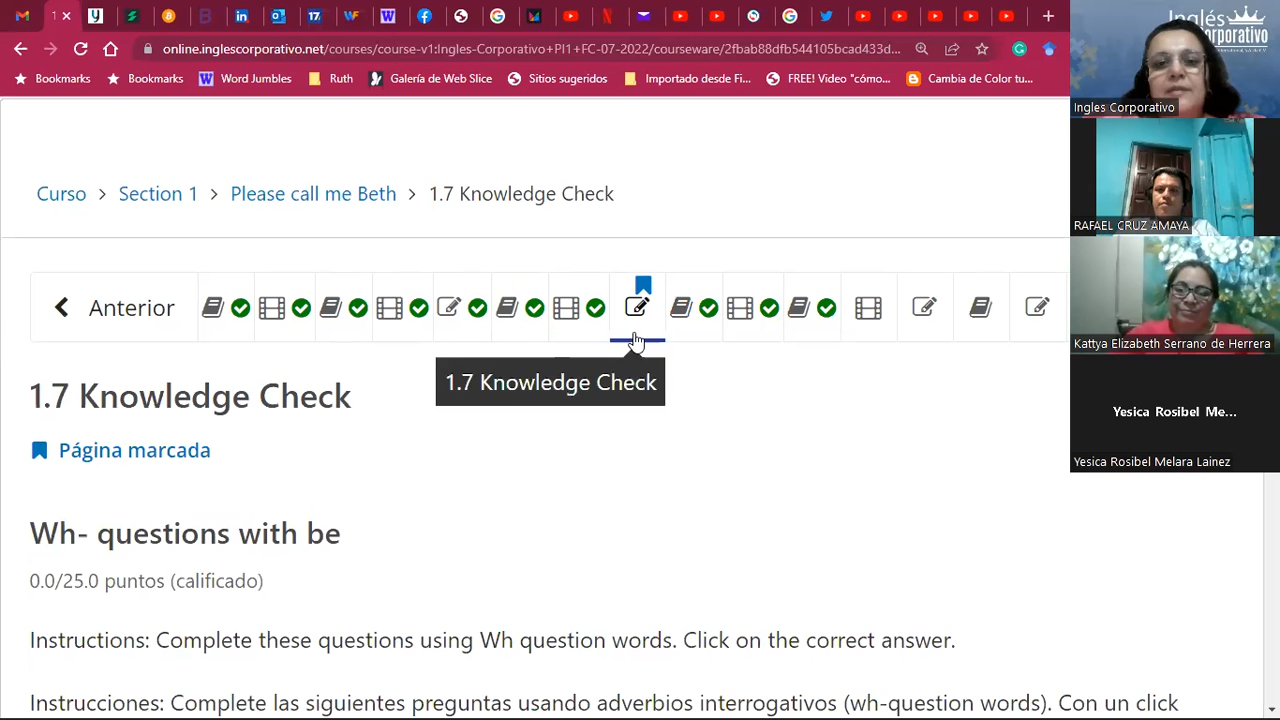 1
17
online.inglescorporativo.net/courses/course-v1:Ingles-Corporativo+PI1+FC-07-2022/courseware/2fbab88dfb544105bcad433d...
Bookmarks
Bookmarks
Word Jumbles
Ruth
Galería de Web Slice
Sitios sugeridos
Importado desde Fi...
FREE! Video "cómo...
Cambia de Color tu...
Inglés
Corporativo
Ingles Corporativo
RAFAEL CRUZ AMAYA
Kattya Elizabeth Serrano de Herrera
Yesica Rosibel Me...
Yesica Rosibel Melara Lainez
Curso > Section 1 > Please call me Beth > 1.7 Knowledge Check
Anterior
1.7 Knowledge Check
1.7 Knowledge Check
Página marcada
Wh- questions with be
0.0/25.0 puntos (calificado)
Instructions: Complete these questions using Wh question words. Click on the correct answer.
Instrucciones: Complete las siguientes preguntas usando adverbios interrogativos (wh-question words). Con un click